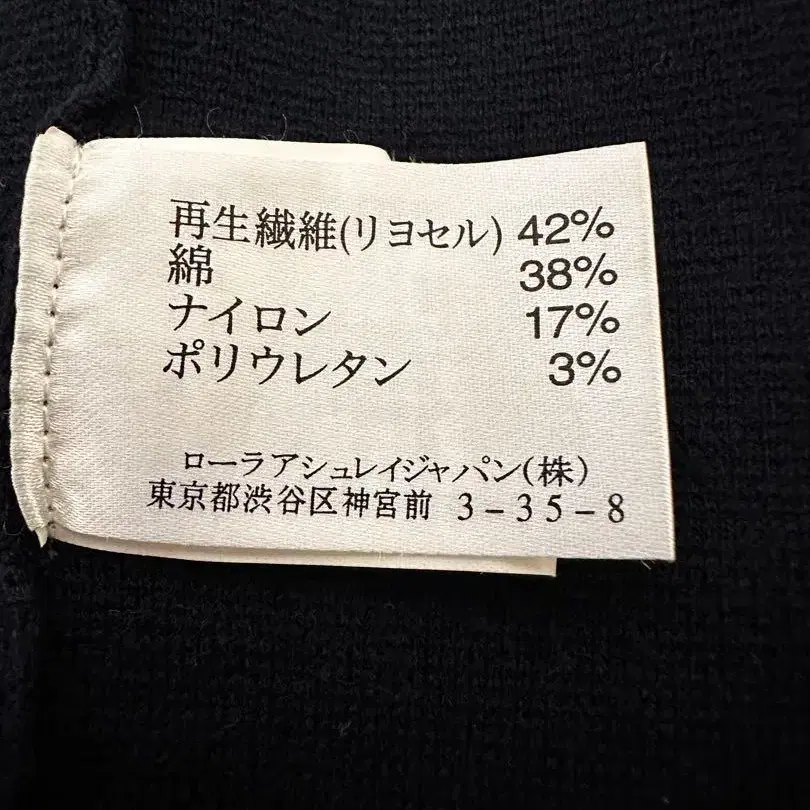 再生繊維(リヨセル) 42%
綿 38%
ナイロン 17%
ポリウレタン 3%
ローラアシュレイジャパン(株)
東京都渋谷区神宮前 3-35-8